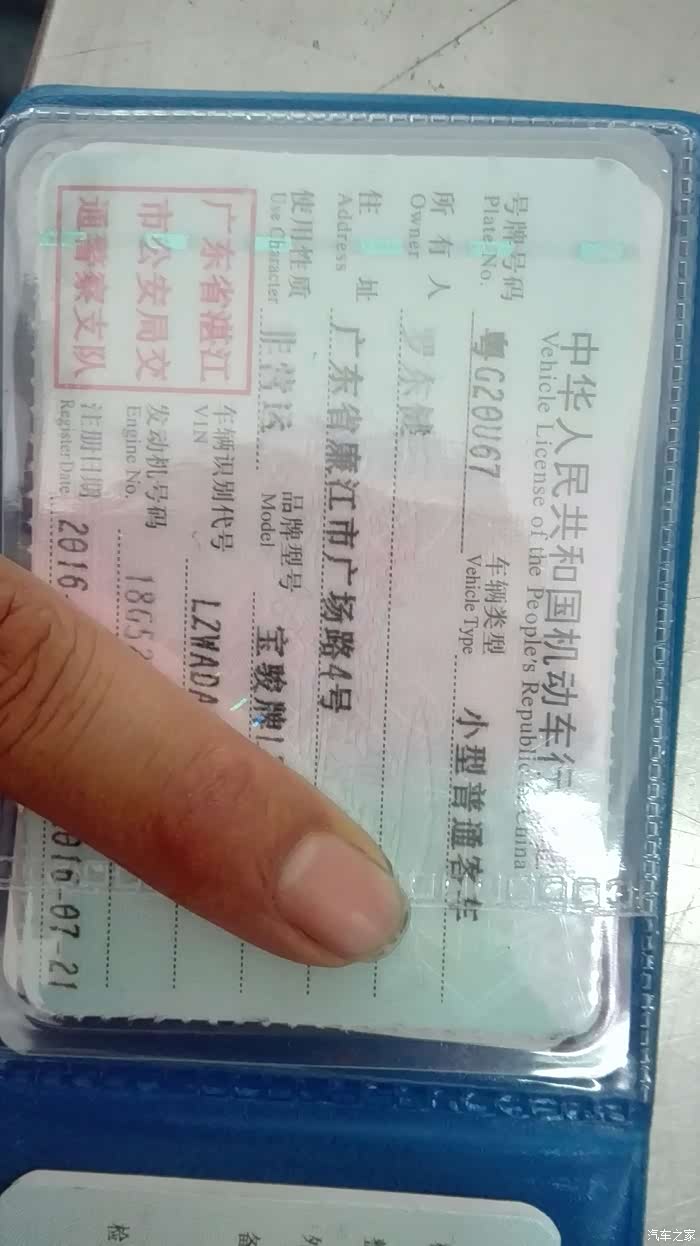 中华人民共和国机动车行
Vehicle License of the People's Republic China
号牌号码 粤G20U67 车辆类型 小型普通客车
Plate No. Vehicle Type
所有人 罗东健
Owner
住址 广东省廉江市广场路4号
Address
使用性质 非营运 品牌型号 宝骏牌L
Use Character Model
广东省湛江
市公安局交
通警察支队
车辆识别代号 LZWADA
VIN
发动机号码 18G52
Engine No.
注册日期 2016- 016-07-21
Register Date
检 备 列
汽车之家